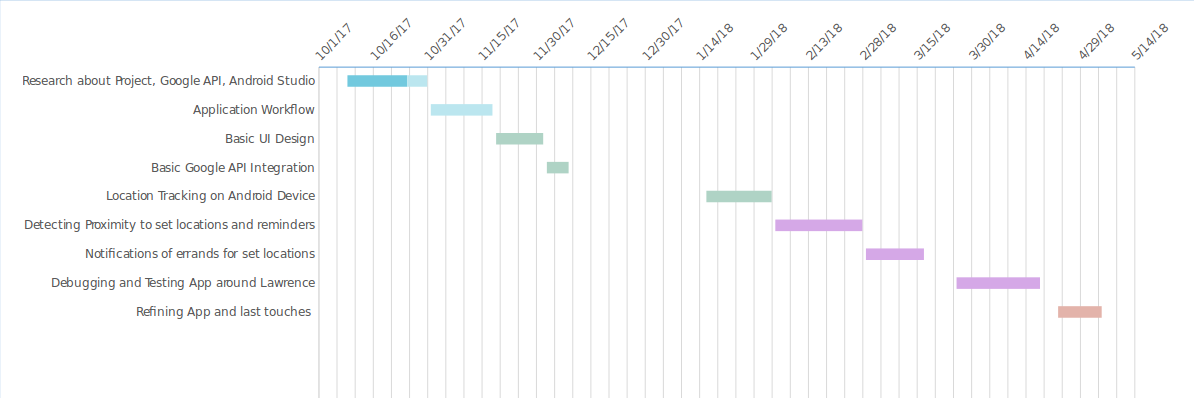 10/1/17
10/16/17
10/31/17
11/15/17
11/30/17
12/15/17
12/30/17
1/14/18
1/29/18
2/13/18
2/28/18
3/15/18
3/30/18
4/14/18
4/29/18
5/14/18
Research about Project, Google API, Android Studio
Application Workflow
Basic UI Design
Basic Google API Integration
Location Tracking on Android Device
Detecting Proximity to set locations and reminders
Notifications of errands for set locations
Debugging and Testing App around Lawrence
Refining App and last touches